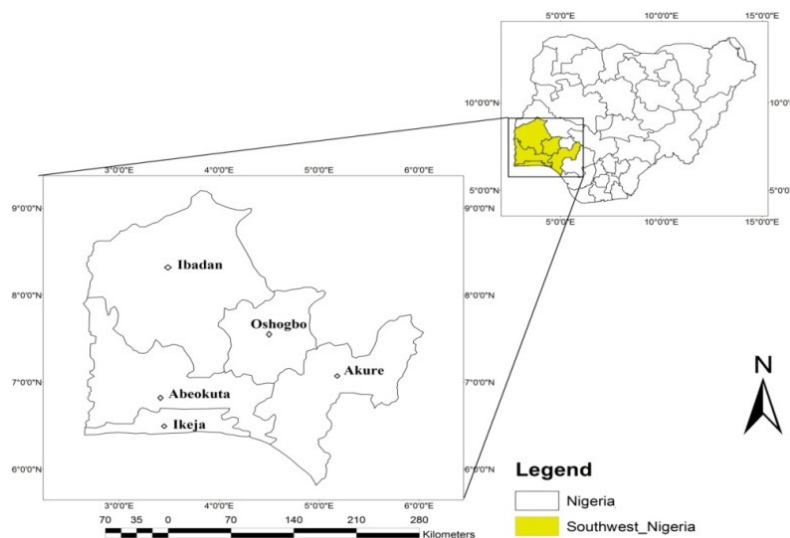 5°0'0"E 10°0'0"E 15°0'0"E
10°0'0"N 10°0'0"N
5°0'0"N 5°0'0"N
5°0'0"E 10°0'0"E 15°0'0"E
3°0'0"E 4°0'0"E 5°0'0"E 6°0'0"E
9°0'0"N 9°0'0"N
Ibadan
8°0'0"N 8°0'0"N
Oshogbo
Akure
7°0'0"N 7°0'0"N
Abeokuta
Ikeja
6°0'0"N 6°0'0"N
3°0'0"E 4°0'0"E 5°0'0"E 6°0'0"E
70 35 0 70 140 210 280
Kilometers
N
Legend
Nigeria
Southwest_Nigeria